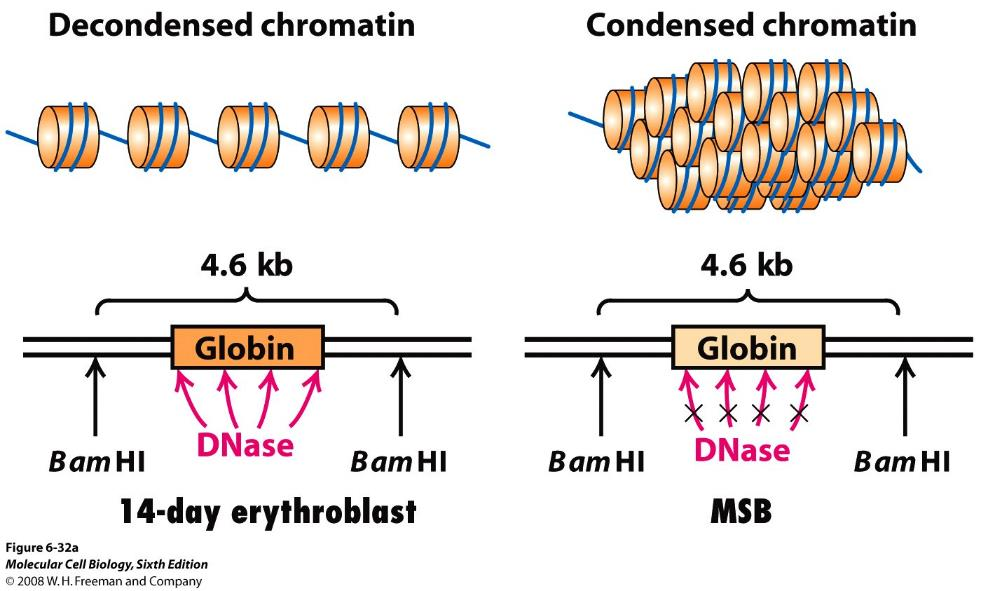 Decondensed chromatin
Condensed chromatin
4.6 kb
4.6 kb
Globin
Globin
DNase
DNase
BamHI
BamHI
BamHI
BamHI
14-day erythroblast
MSB
Figure 6-32a
Molecular Cell Biology, Sixth Edition
© 2008 W. H. Freeman and Company